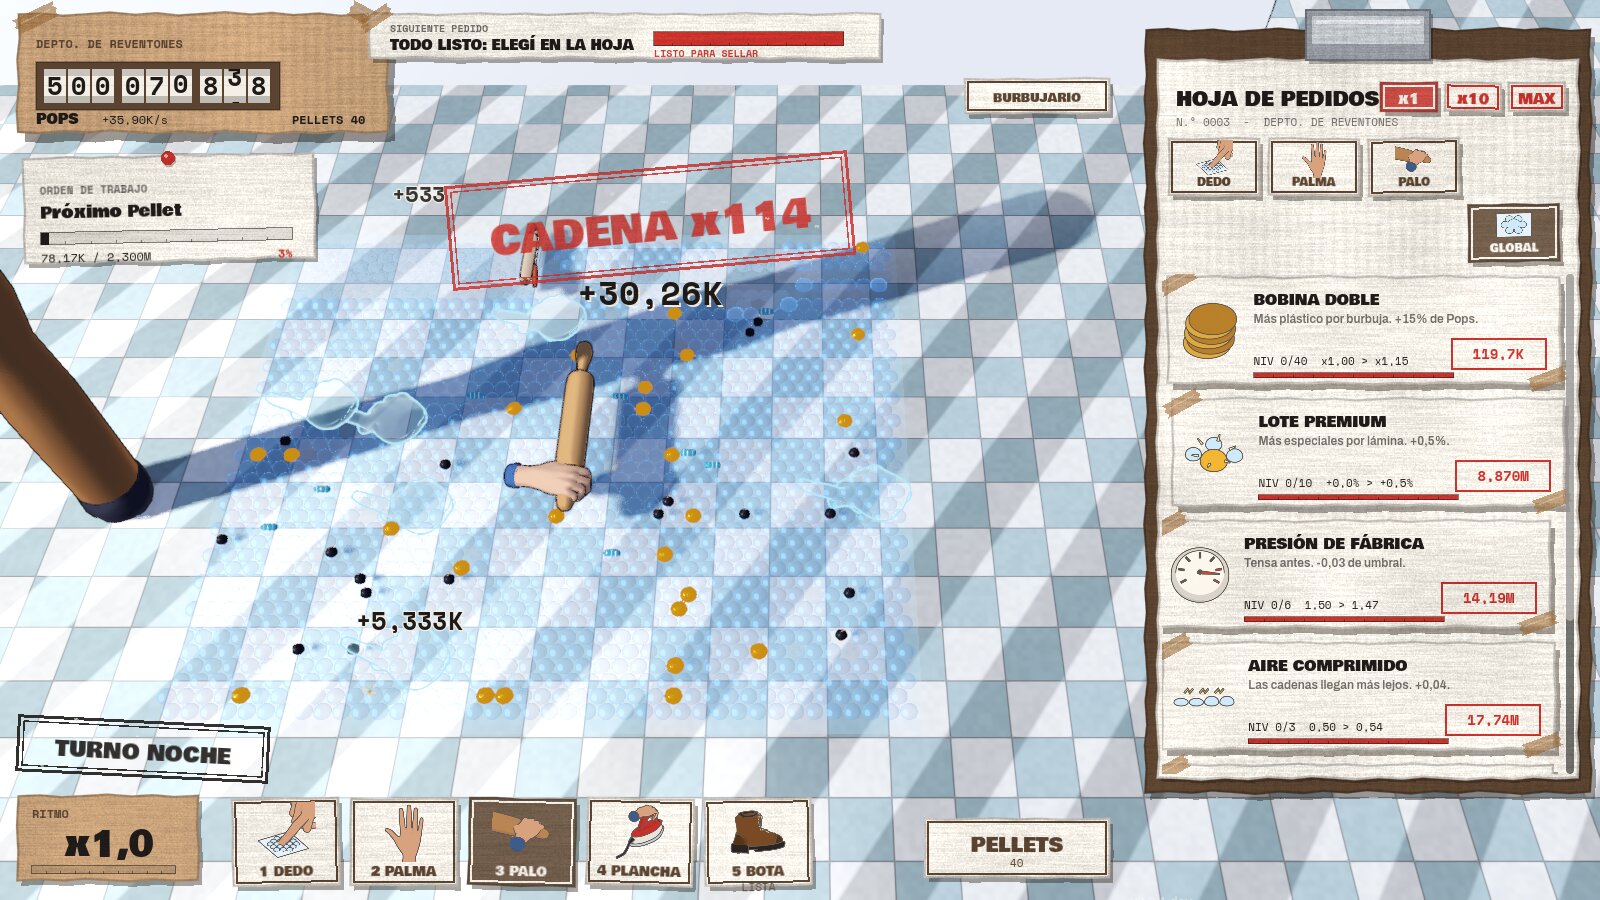 DEPTO. DE REVENTONES
500070838
POPS +35,90K/s PELLETS 40
SIGUIENTE PEDIDO
TODO LISTO: ELEGÍ EN LA HOJA
LISTO PARA SELLAR
BURBUJARIO
ORDEN DE TRABAJO
Próximo Pellet
78.17K / 2.300M 3%
+533
CADENA x114
+30,26K
+5,333K
TURNO NOCHE
RITMO
x1,0
1 DEDO
2 PALMA
3 PALO
4 PLANCHA
5 BOTA
LISTA
PELLETS
40
HOJA DE PEDIDOS
x1
x10
MAX
N.° 0003 - DEPTO. DE REVENTONES
DEDO
PALMA
PALO
GLOBAL
BOBINA DOBLE
Más plástico por burbuja. +15% de Pops.
NIV 0/40 x1,00 > x1,15
119,7K
LOTE PREMIUM
Más especiales por lámina. +0,5%.
NIV 0/10 +0,0% > +0,5%
8,870M
PRESIÓN DE FÁBRICA
Tensa antes. -0,03 de umbral.
NIV 0/6 1,50 > 1,47
14,19M
AIRE COMPRIMIDO
Las cadenas llegan más lejos. +0,04.
NIV 0/3 0,50 > 0,54
17,74M